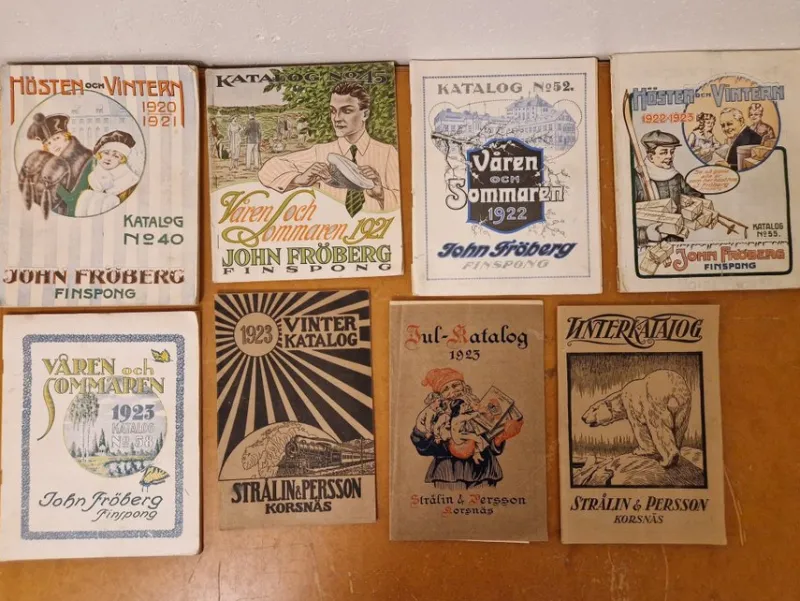 HÖSTEN OCH VINTERN
1920
1921
KATALOG
No 40
JOHN FRÖBERG
FINSPONG
KATALOG No 45
Våren och
Sommaren 1921
JOHN FRÖBERG
FINSPONG
KATALOG No 52.
Våren
OCH
Sommaren
1922
John Fröberg
FINSPONG
HÖSTEN OCH VINTERN
1922-1923
KATALOG
No 55.
JOHN FRÖBERG
FINSPONG
VÅREN och
SOMMAREN
1923
KATALOG
No 58
John Fröberg
Finspong
1923
VINTER
KATALOG
STRÅLIN & PERSSON
KORSNÄS
Jul-Katalog
1923
Strålin & Persson
Korsnäs
VINTERKATALOG
STRÅLIN & PERSSON
KORSNÄS